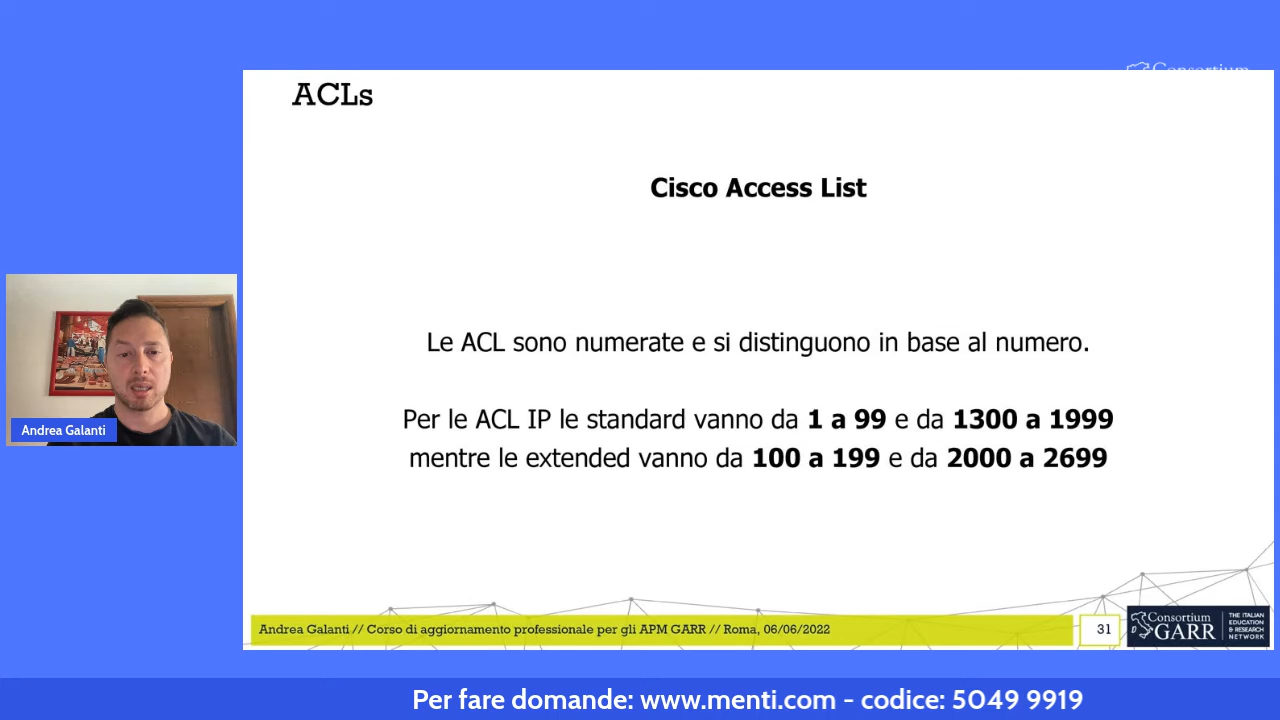 Consortium
ACLs
Cisco Access List
Le ACL sono numerate e si distinguono in base al numero.
Per le ACL IP le standard vanno da 1 a 99 e da 1300 a 1999
mentre le extended vanno da 100 a 199 e da 2000 a 2699
Andrea Galanti
Andrea Galanti // Corso di aggiornamento professionale per gli APM GARR // Roma, 06/06/2022
31
Consortium
GARR
THE ITALIAN
EDUCATION
& RESEARCH
NETWORK
Per fare domande: www.menti.com - codice: 5049 9919